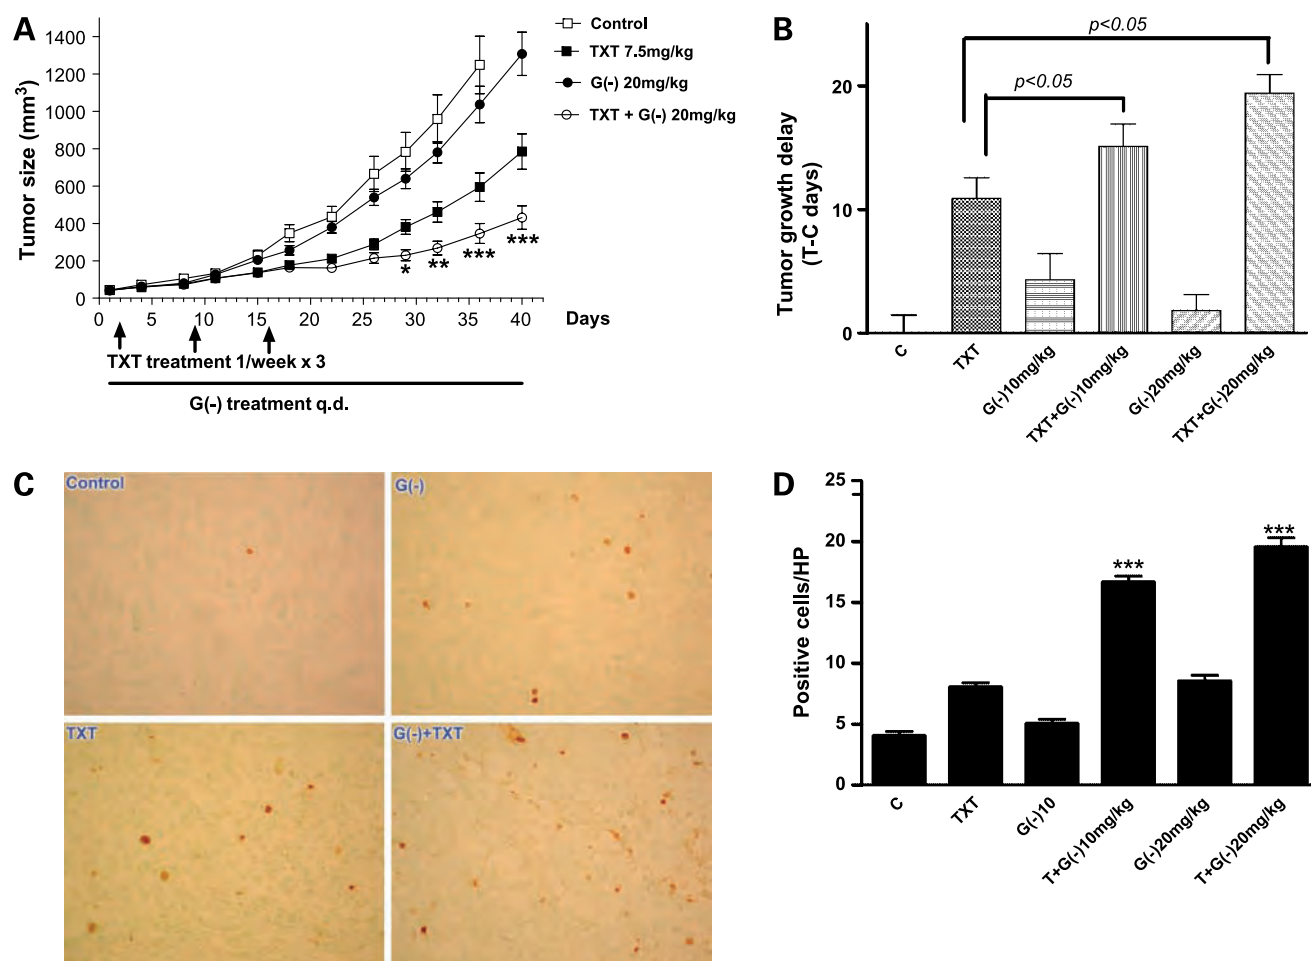 A
Tumor size (mm³)
1400
1200
1000
800
600
400
200
0
0 5 10 15 20 25 30 35 40 Days
Control
TXT 7.5mg/kg
G(-) 20mg/kg
TXT + G(-) 20mg/kg
* ** *** ***
TXT treatment 1/week x 3
G(-) treatment q.d.
B
Tumor growth delay
(T-C days)
20
10
0
p<0.05
p<0.05
C
TXT
G(-)10mg/kg
TXT+G(-)10mg/kg
G(-)20mg/kg
TXT+G(-)20mg/kg
C
Control
G(-)
TXT
G(-)+TXT
D
Positive cells/HP
25
20
15
10
5
0
***
***
C
TXT
G(-)10
T+G(-)10mg/kg
G(-)20mg/kg
T+G(-)20mg/kg